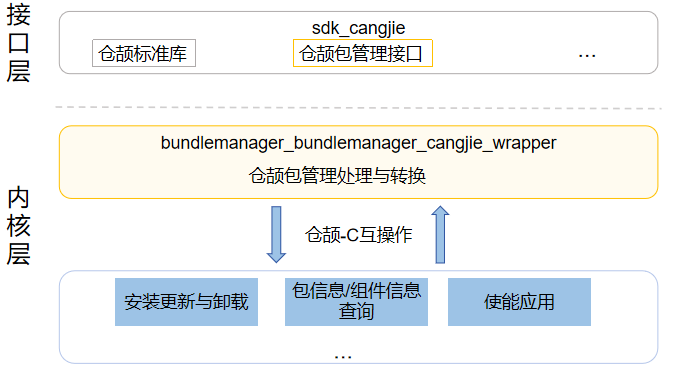 接口层
sdk_cangjie
仓颉标准库
仓颉包管理接口
...
内核层
bundlemanager_bundlemanager_cangjie_wrapper
仓颉包管理处理与转换
仓颉-C互操作
安装更新与卸载
包信息/组件信息
查询
使能应用
...